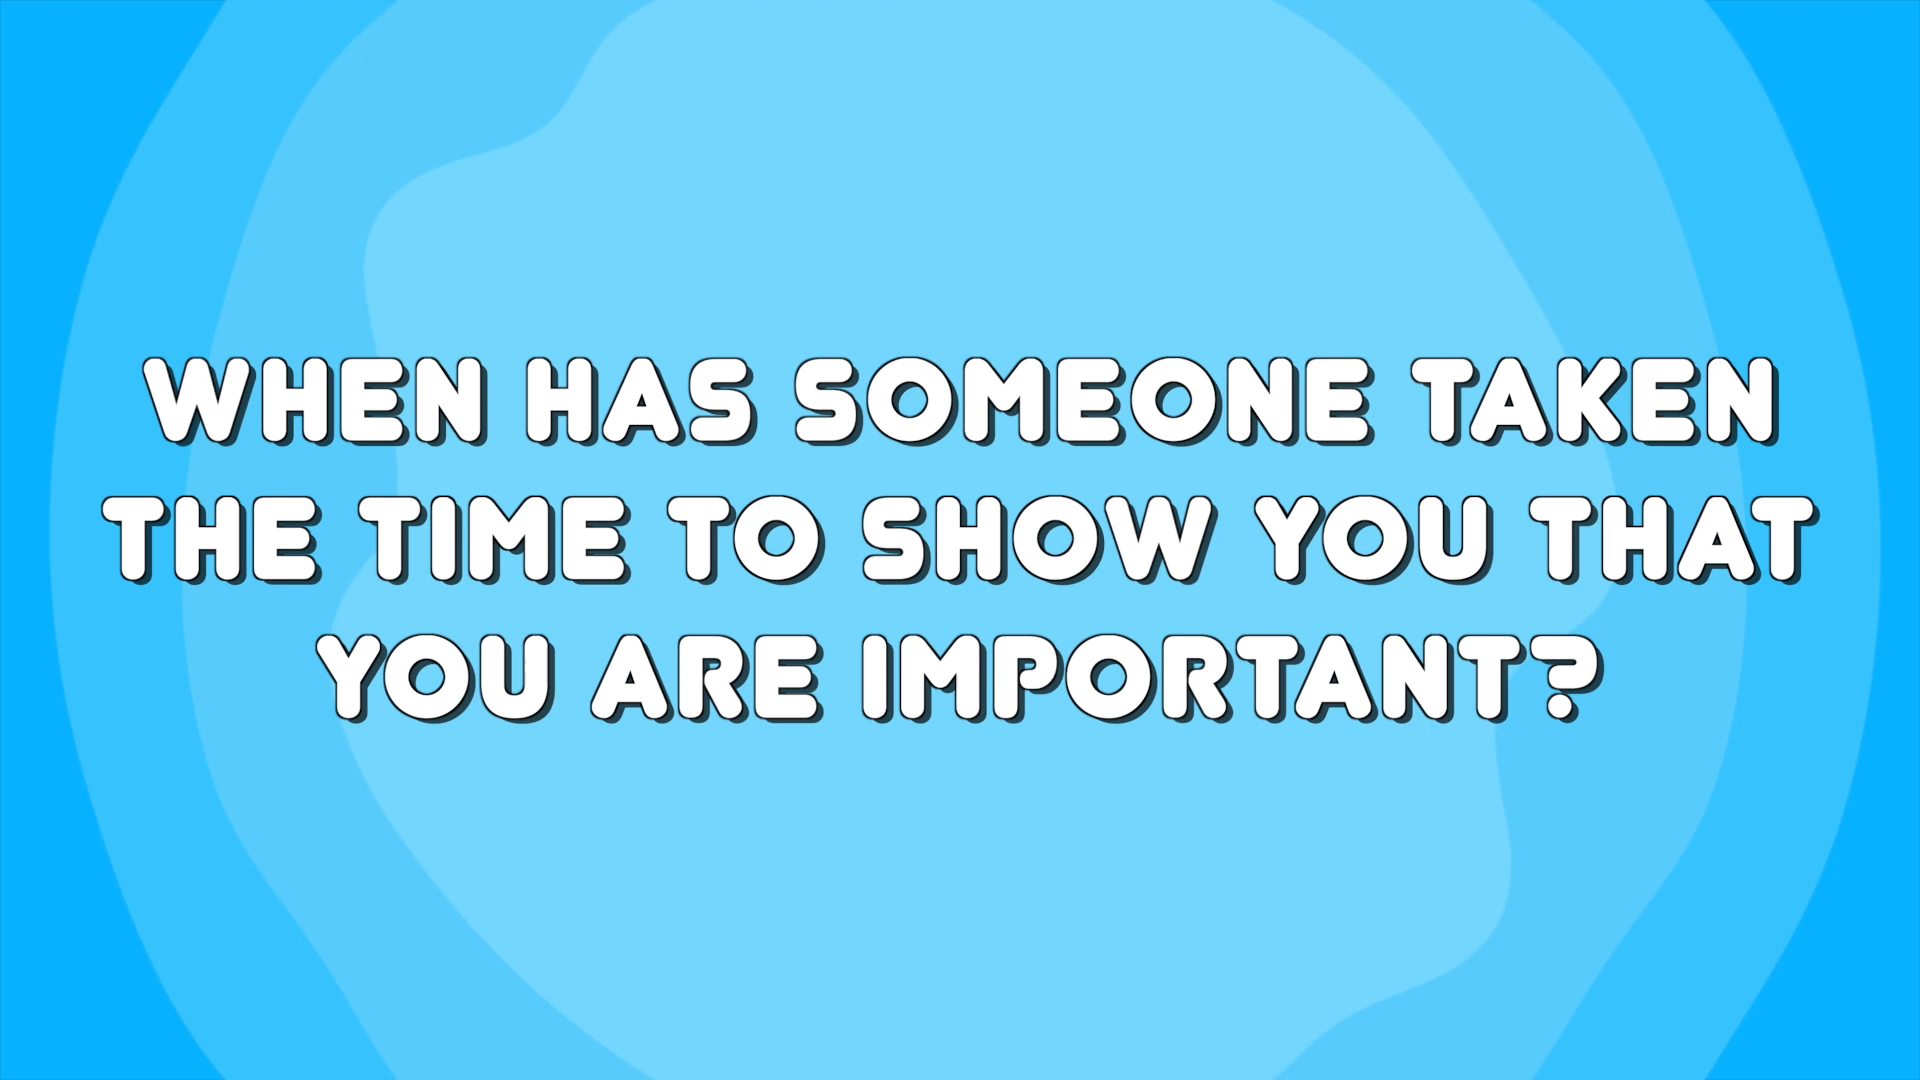 WHEN HAS SOMEONE TAKEN
THE TIME TO SHOW YOU THAT
YOU ARE IMPORTANT?